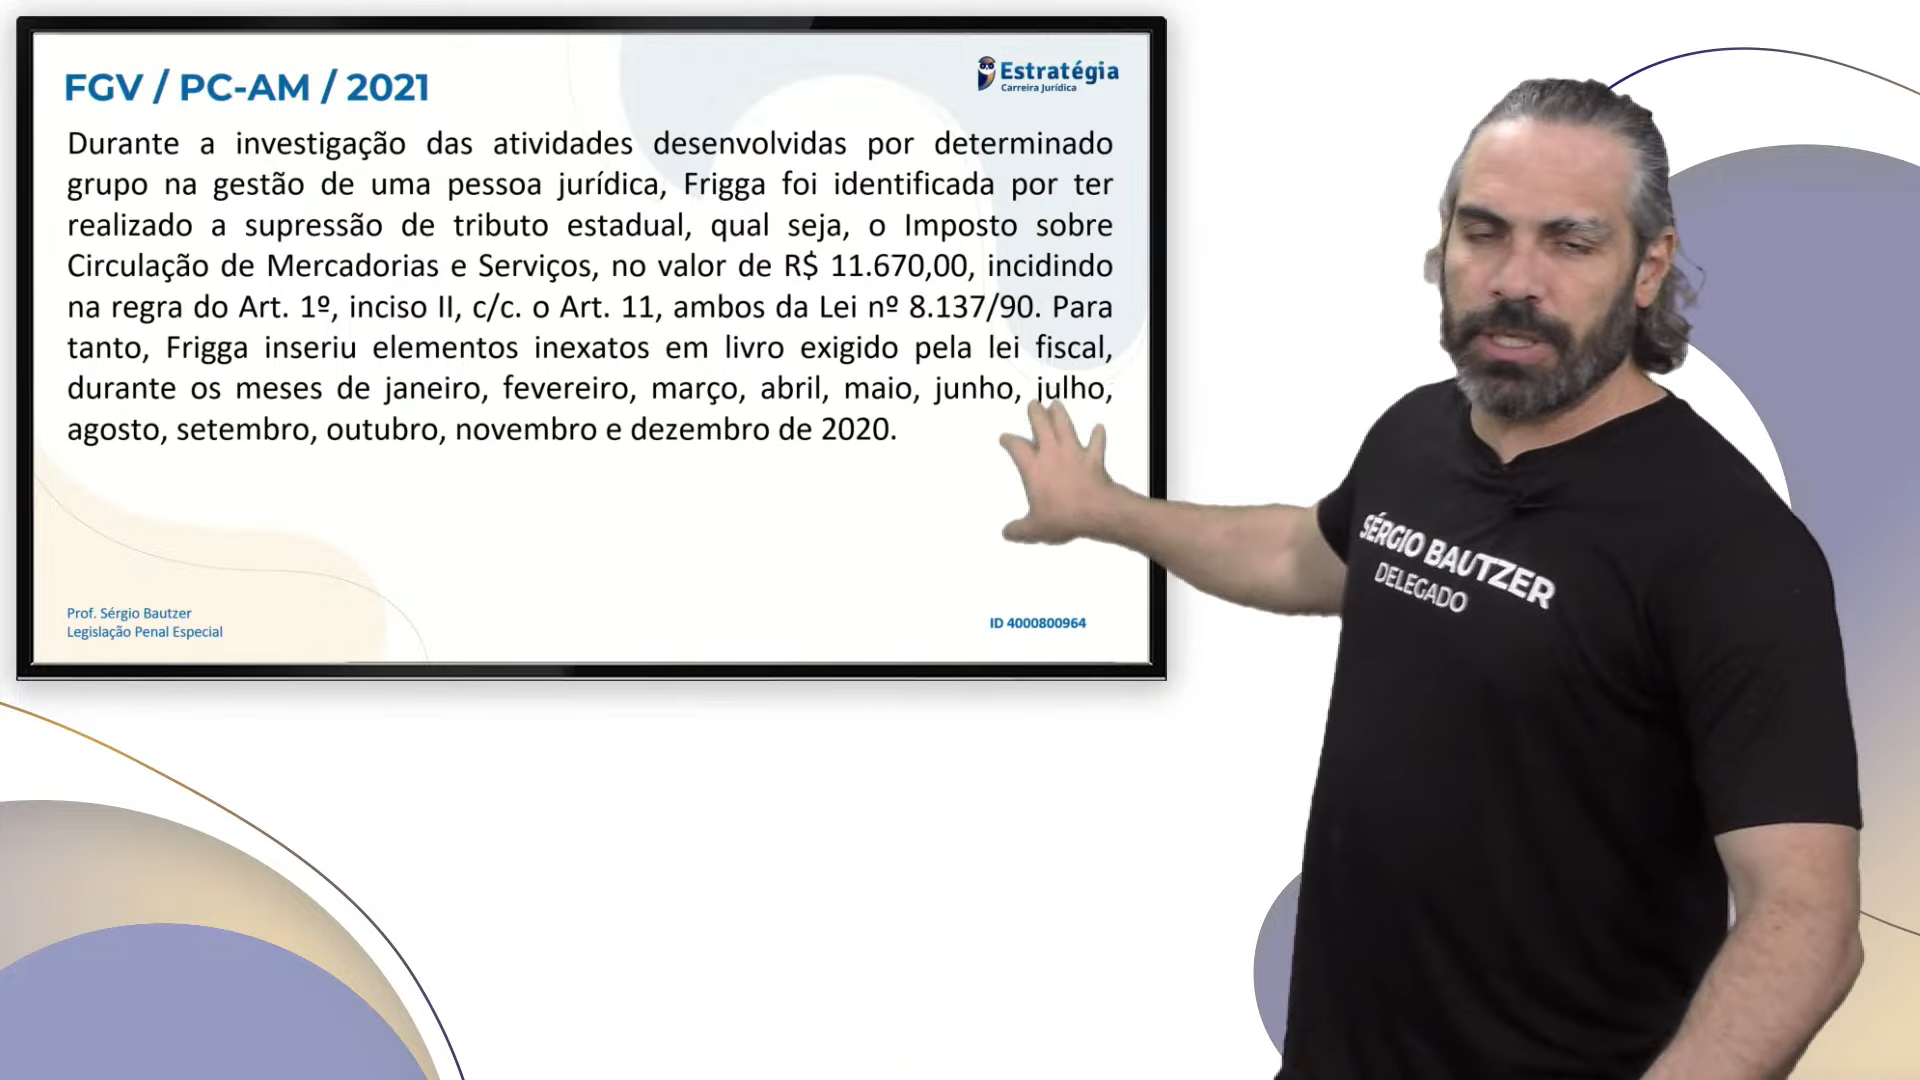 FGV / PC-AM / 2021
Estratégia
Carreira Jurídica
Durante a investigação das atividades desenvolvidas por determinado
grupo na gestão de uma pessoa jurídica, Frigga foi identificada por ter
realizado a supressão de tributo estadual, qual seja, o Imposto sobre
Circulação de Mercadorias e Serviços, no valor de R$ 11.670,00, incidindo
na regra do Art. 1º, inciso II, c/c. o Art. 11, ambos da Lei nº 8.137/90. Para
tanto, Frigga inseriu elementos inexatos em livro exigido pela lei fiscal,
durante os meses de janeiro, fevereiro, março, abril, maio, junho, julho,
agosto, setembro, outubro, novembro e dezembro de 2020.
Prof. Sérgio Bautzer
Legislação Penal Especial
ID 4000800964
SÉRGIO BAUTZER
DELEGADO